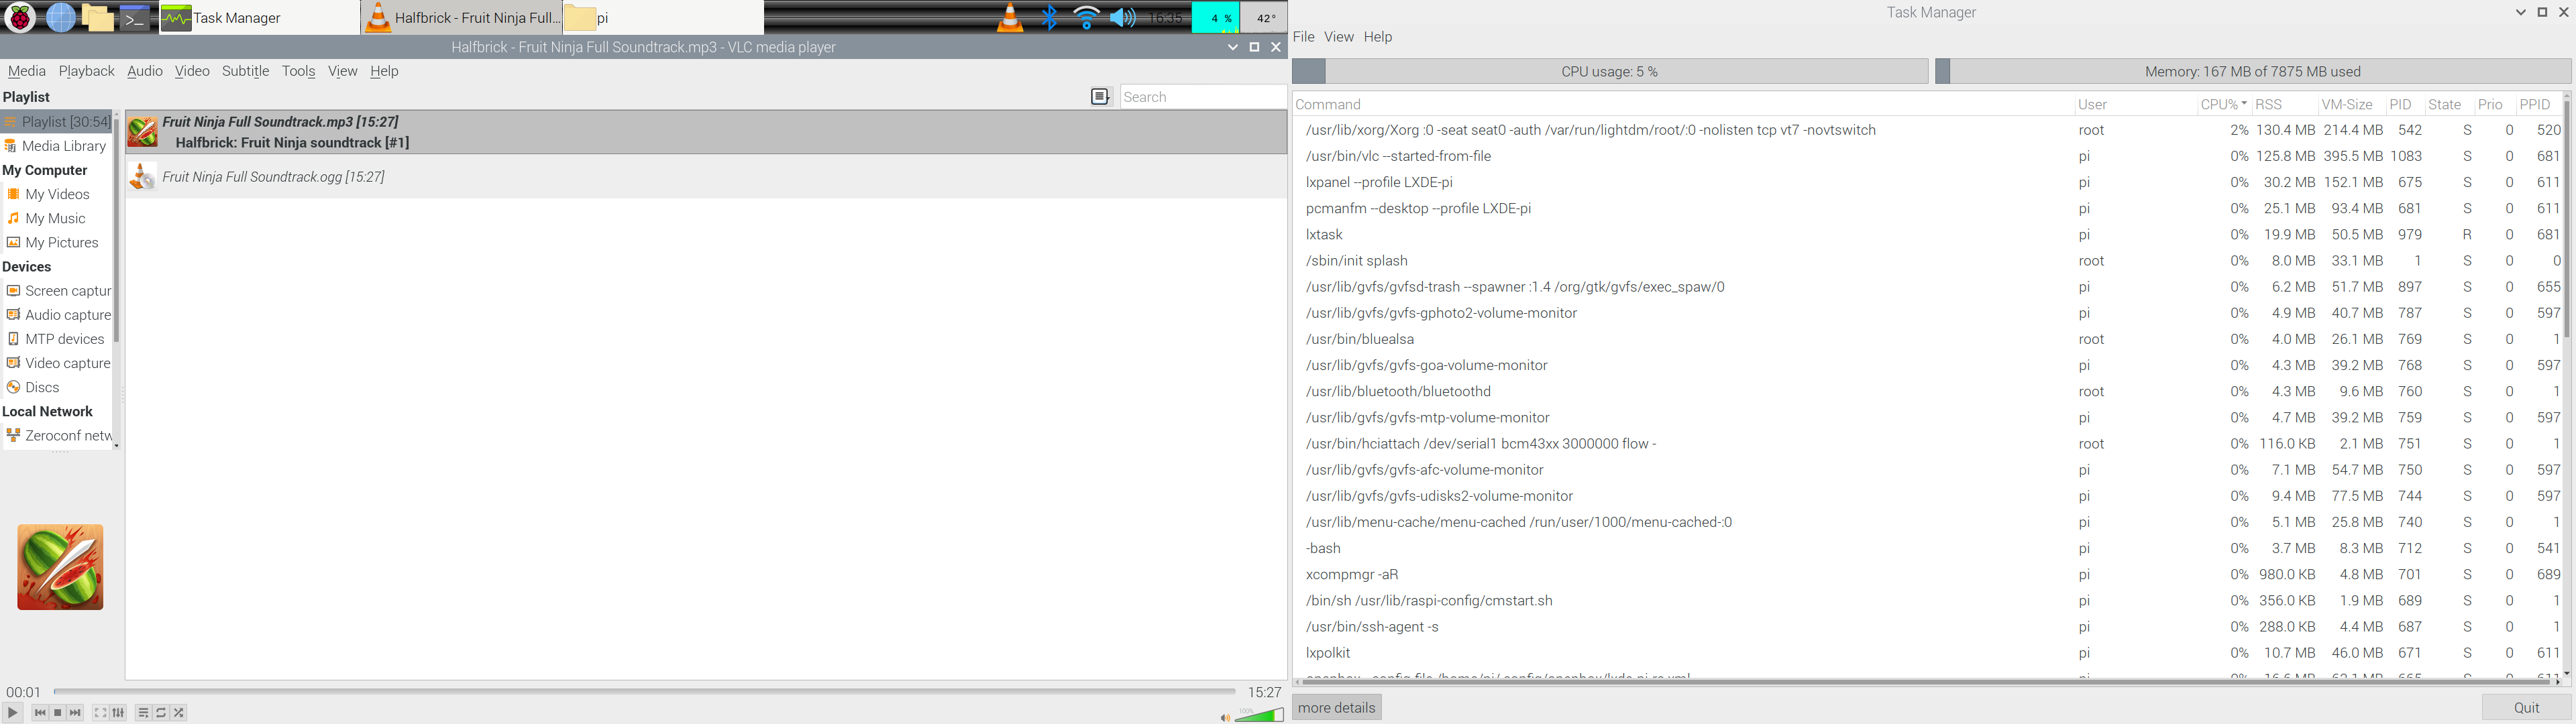 Task Manager
Halfbrick - Fruit Ninja Full...
pi
16:35
4 %
42°
Halfbrick - Fruit Ninja Full Soundtrack.mp3 - VLC media player
Media Playback Audio Video Subtitle Tools View Help
Playlist
Search
Playlist [30:54]
Media Library
My Computer
My Videos
My Music
My Pictures
Devices
Screen captur
Audio capture
MTP devices
Video capture
Discs
Local Network
Zeroconf netw
Fruit Ninja Full Soundtrack.mp3 [15:27]
Halfbrick: Fruit Ninja soundtrack [#1]
Fruit Ninja Full Soundtrack.ogg [15:27]
00:01
15:27
100%
Task Manager
File View Help
CPU usage: 5 %
Memory: 167 MB of 7875 MB used
Command User CPU% RSS VM-Size PID State Prio PPID
/usr/lib/xorg/Xorg :0 -seat seat0 -auth /var/run/lightdm/root/:0 -nolisten tcp vt7 -novtswitch root 2% 130.4 MB 214.4 MB 542 S 0 520
/usr/bin/vlc --started-from-file pi 0% 125.8 MB 395.5 MB 1083 S 0 681
lxpanel --profile LXDE-pi pi 0% 30.2 MB 152.1 MB 675 S 0 611
pcmanfm --desktop --profile LXDE-pi pi 0% 25.1 MB 93.4 MB 681 S 0 611
lxtask pi 0% 19.9 MB 50.5 MB 979 R 0 681
/sbin/init splash root 0% 8.0 MB 33.1 MB 1 S 0 0
/usr/lib/gvfs/gvfsd-trash --spawner :1.4 /org/gtk/gvfs/exec_spaw/0 pi 0% 6.2 MB 51.7 MB 897 S 0 655
/usr/lib/gvfs/gvfs-gphoto2-volume-monitor pi 0% 4.9 MB 40.7 MB 787 S 0 597
/usr/bin/bluealsa root 0% 4.0 MB 26.1 MB 769 S 0 1
/usr/lib/gvfs/gvfs-goa-volume-monitor pi 0% 4.3 MB 39.2 MB 768 S 0 597
/usr/lib/bluetooth/bluetoothd root 0% 4.3 MB 9.6 MB 760 S 0 1
/usr/lib/gvfs/gvfs-mtp-volume-monitor pi 0% 4.7 MB 39.2 MB 759 S 0 597
/usr/bin/hciattach /dev/serial1 bcm43xx 3000000 flow - root 0% 116.0 KB 2.1 MB 751 S 0 1
/usr/lib/gvfs/gvfs-afc-volume-monitor pi 0% 7.1 MB 54.7 MB 750 S 0 597
/usr/lib/gvfs/gvfs-udisks2-volume-monitor pi 0% 9.4 MB 77.5 MB 744 S 0 597
/usr/lib/menu-cache/menu-cached /run/user/1000/menu-cached-:0 pi 0% 5.1 MB 25.8 MB 740 S 0 1
-bash pi 0% 3.7 MB 8.3 MB 712 S 0 541
xcompmgr -aR pi 0% 980.0 KB 4.8 MB 701 S 0 689
/bin/sh /usr/lib/raspi-config/cmstart.sh pi 0% 356.0 KB 1.9 MB 689 S 0 1
/usr/bin/ssh-agent -s pi 0% 288.0 KB 4.4 MB 687 S 0 1
lxpolkit pi 0% 10.7 MB 46.0 MB 671 S 0 611
more details
Quit